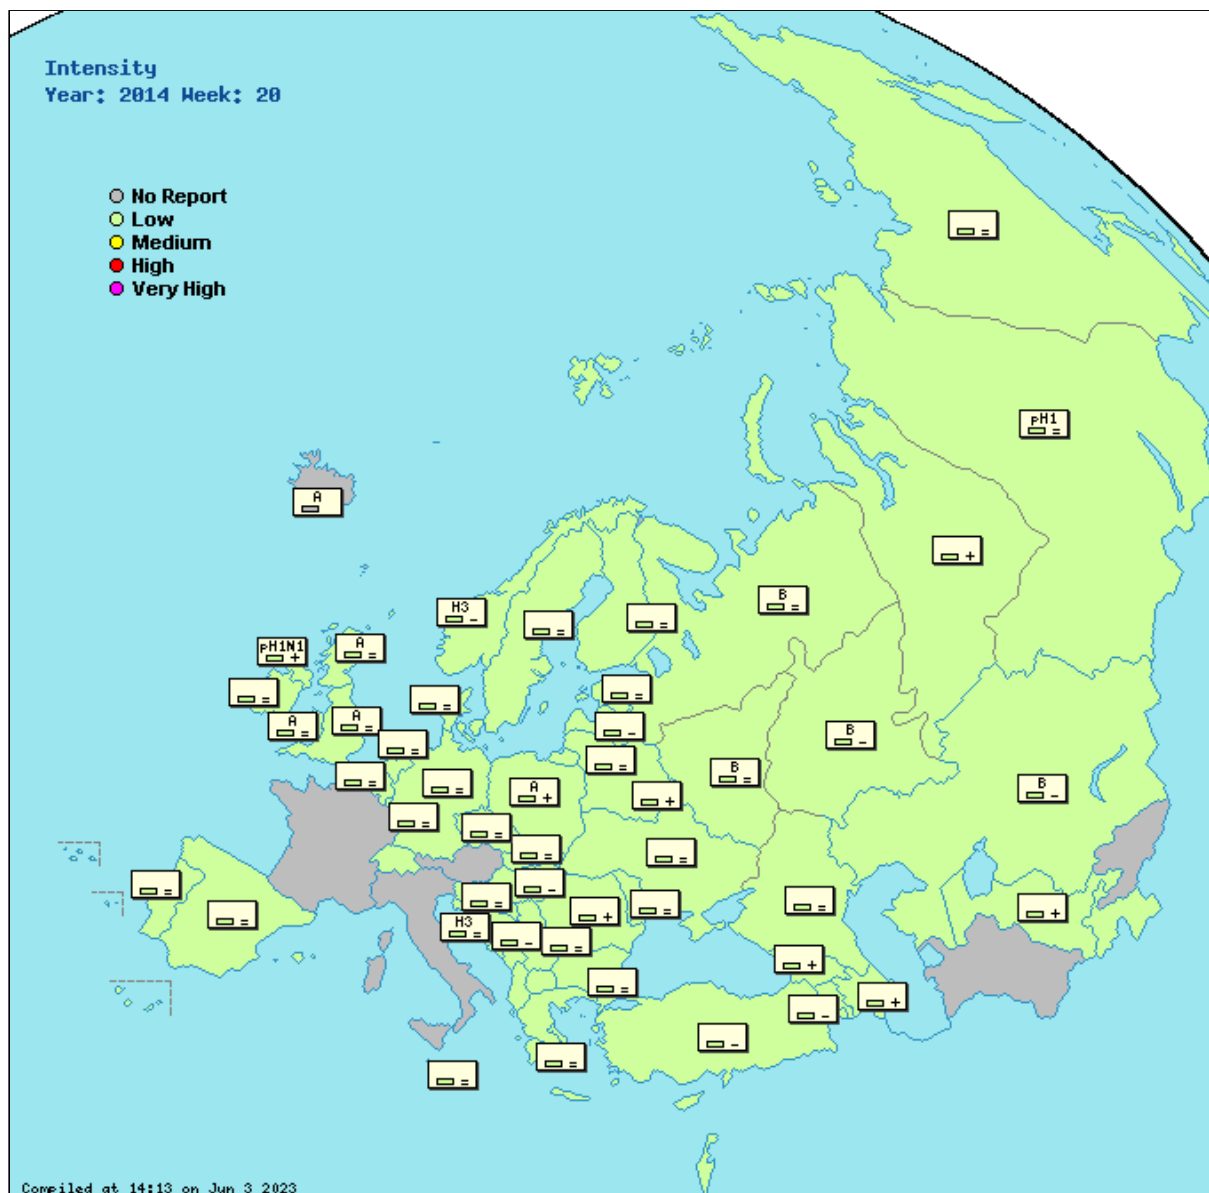 Intensity
Year: 2014 Week: 20
No Report
Low
Medium
High
Very High
=
pH1
=
A
+
B
=
H3
-
=
=
pH1N1
+
A
=
=
=
=
A
=
A
=
-
B
-
=
=
B
=
=
=
A
+
+
B
-
=
=
=
=
=
-
=
=
+
=
=
+
H3
=
-
=
+
=
+
-
-
=
=
Compiled at 14:13 on Jun 3 2023